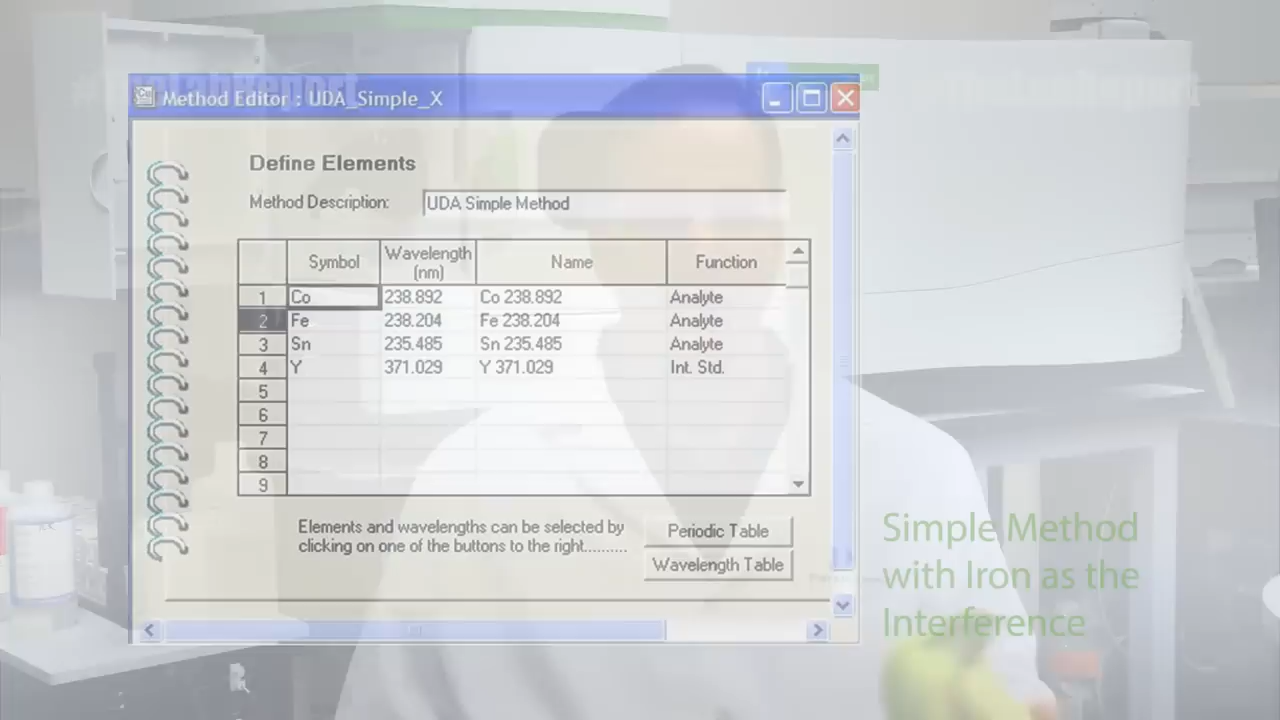 Method Editor : UDA_Simple_X
Define Elements
Method Description: UDA Simple Method
Symbol Wavelength (nm) Name Function
1 Co 238.892 Co 238.892 Analyte
2 Fe 238.204 Fe 238.204 Analyte
3 Sn 235.485 Sn 235.485 Analyte
4 Y 371.029 Y 371.029 Int. Std.
5
6
7
8
9
Elements and wavelengths can be selected by
clicking on one of the buttons to the right..........
Periodic Table
Wavelength Table
Simple Method
with Iron as the
Interference